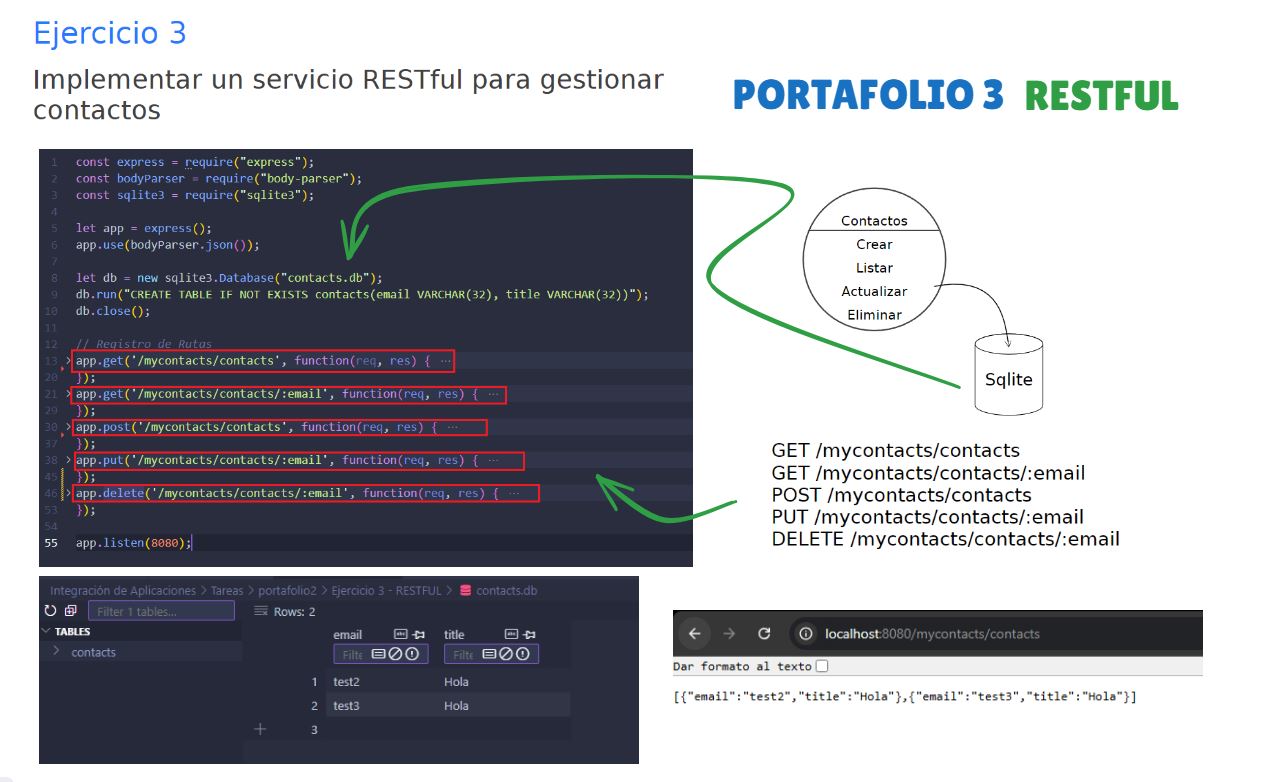 Ejercicio 3
Implementar un servicio RESTful para gestionar
contactos
PORTAFOLIO 3 RESTFUL
1 const express = require("express");
2 const bodyParser = require("body-parser");
3 const sqlite3 = require("sqlite3");
4
5 let app = express();
6 app.use(bodyParser.json());
7
8 let db = new sqlite3.Database("contacts.db");
9 db.run("CREATE TABLE IF NOT EXISTS contacts(email VARCHAR(32), title VARCHAR(32))");
10 db.close();
11
12 // Registro de Rutas
13 app.get('/mycontacts/contacts', function(req, res) { ...
20 });
21 app.get('/mycontacts/contacts/:email', function(req, res) { ...
29 });
30 app.post('/mycontacts/contacts', function(req, res) { ...
37 });
38 app.put('/mycontacts/contacts/:email', function(req, res) { ...
45 });
46 app.delete('/mycontacts/contacts/:email', function(req, res) { ...
53 });
54
55 app.listen(8080);
Contactos
Crear
Listar
Actualizar
Eliminar
Sqlite
GET /mycontacts/contacts
GET /mycontacts/contacts/:email
POST /mycontacts/contacts
PUT /mycontacts/contacts/:email
DELETE /mycontacts/contacts/:email
Integración de Aplicaciones > Tareas > portafolio2 > Ejercicio 3 - RESTFUL > contacts.db
Filter 1 tables...
TABLES
contacts
Rows: 2
email title
Filte Filte
1 test2 Hola
2 test3 Hola
3
localhost:8080/mycontacts/contacts
Dar formato al texto
[{"email":"test2","title":"Hola"},{"email":"test3","title":"Hola"}]